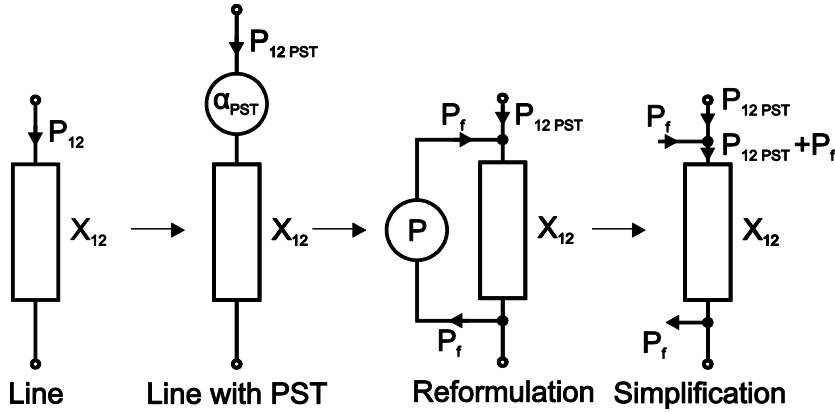 P12
X12
Line
P12 PST
αPST
X12
Line with PST
Pf
P12 PST
P
X12
Pf
Reformulation
P12 PST
Pf
P12 PST +Pf
X12
Pf
Simplification